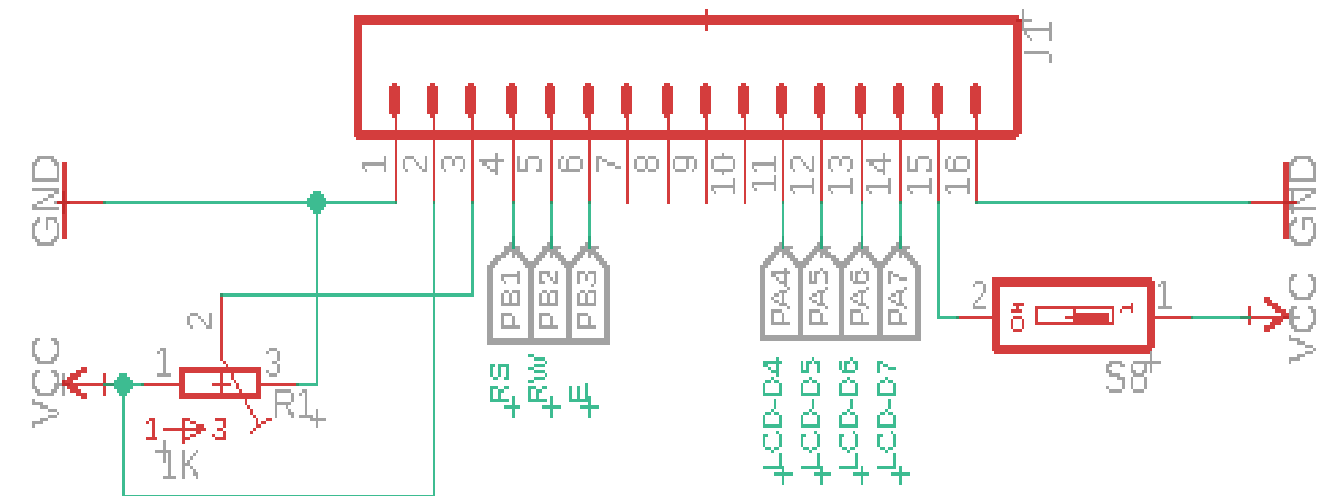 J1
1 2 3 4 5 6 7 8 9 10 11 12 13 14 15 16
GND
GND
PB1 PB2 PB3
PA4 PA5 PA6 PA7
2
ON
1
1
VCC
S8
2
VCC
1
3
R1
1 3
1K
RS RW E
LCD-D4 LCD-D5 LCD-D6 LCD-D7